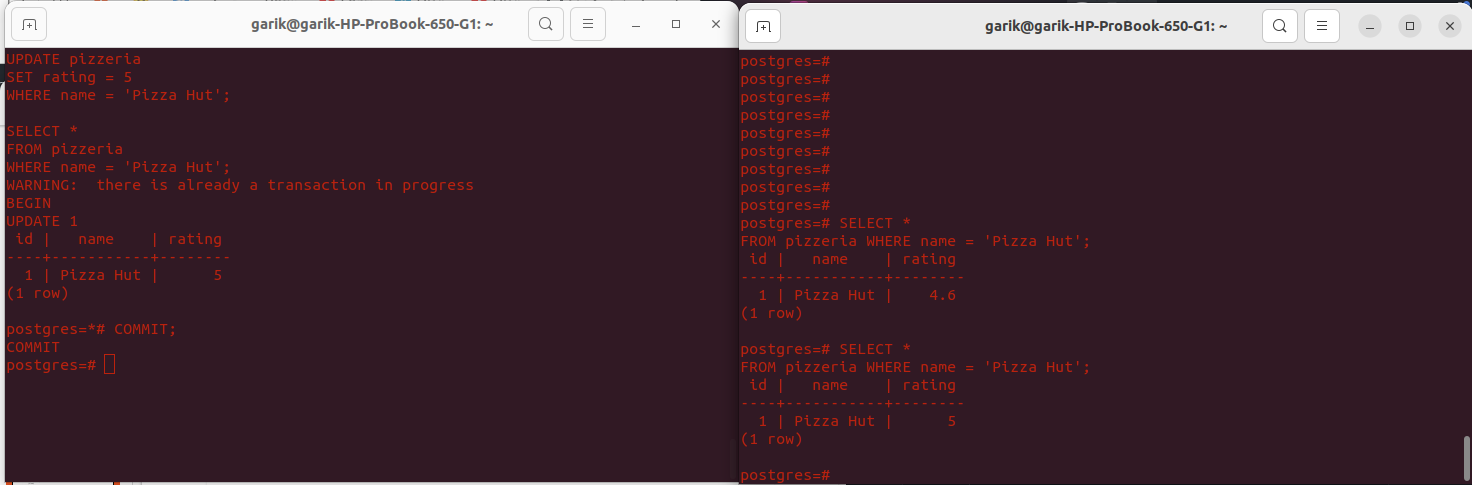 garik@garik-HP-ProBook-650-G1: ~
UPDATE pizzeria
SET rating = 5
WHERE name = 'Pizza Hut';
SELECT *
FROM pizzeria
WHERE name = 'Pizza Hut';
WARNING:  there is already a transaction in progress
BEGIN
UPDATE 1
 id |   name    | rating
----+-----------+--------
  1 | Pizza Hut |      5
(1 row)
postgres=*# COMMIT;
COMMIT
postgres=#
garik@garik-HP-ProBook-650-G1: ~
postgres=#
postgres=#
postgres=#
postgres=#
postgres=#
postgres=#
postgres=#
postgres=#
postgres=#
postgres=# SELECT *
FROM pizzeria WHERE name = 'Pizza Hut';
 id |   name    | rating
----+-----------+--------
  1 | Pizza Hut |    4.6
(1 row)
postgres=# SELECT *
FROM pizzeria WHERE name = 'Pizza Hut';
 id |   name    | rating
----+-----------+--------
  1 | Pizza Hut |      5
(1 row)
postgres=#